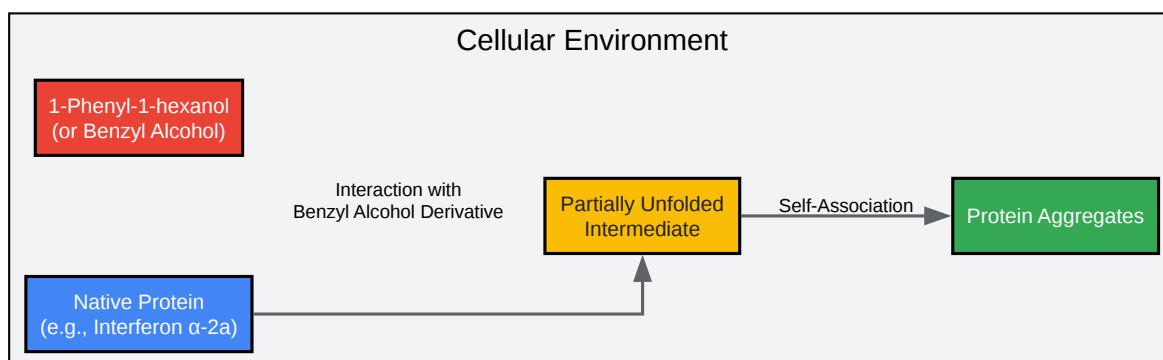 Cellular Environment
1-Phenyl-1-hexanol
(or Benzyl Alcohol)
Interaction with
Benzyl Alcohol Derivative
Partially Unfolded
Intermediate
Self-Association
Protein Aggregates
Native Protein
(e.g., Interferon α-2a)